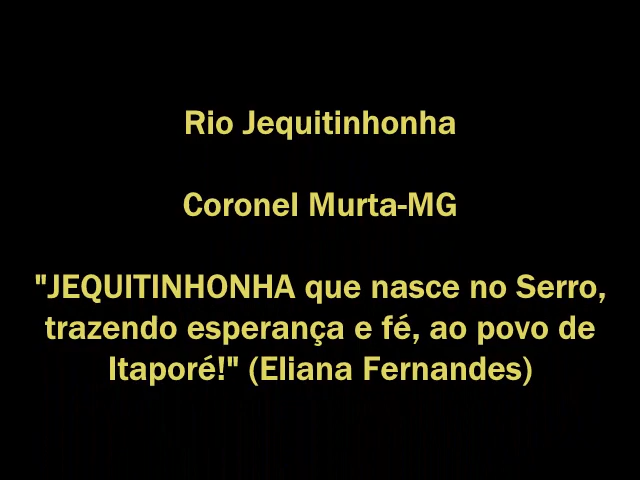 Rio Jequitinhonha
Coronel Murta-MG
"JEQUITINHONHA que nasce no Serro,
trazendo esperança e fé, ao povo de
Itaporé!" (Eliana Fernandes)